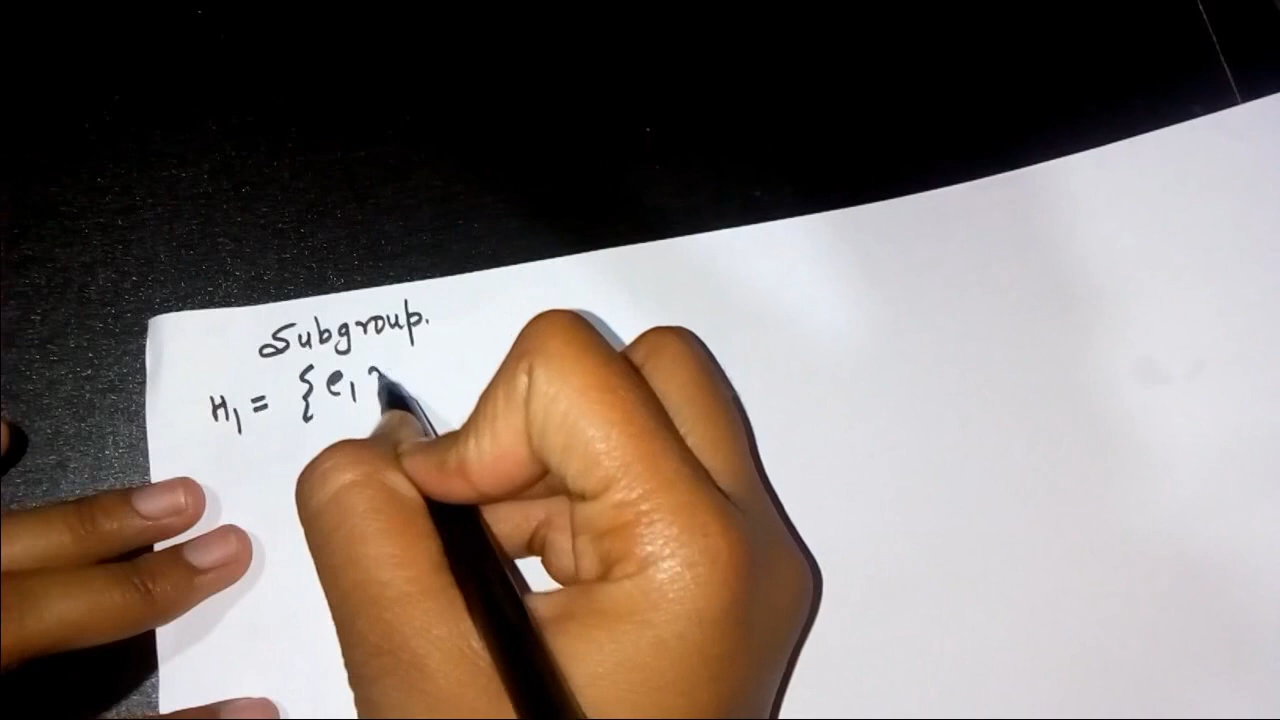 Subgroup.
H₁ = {e,